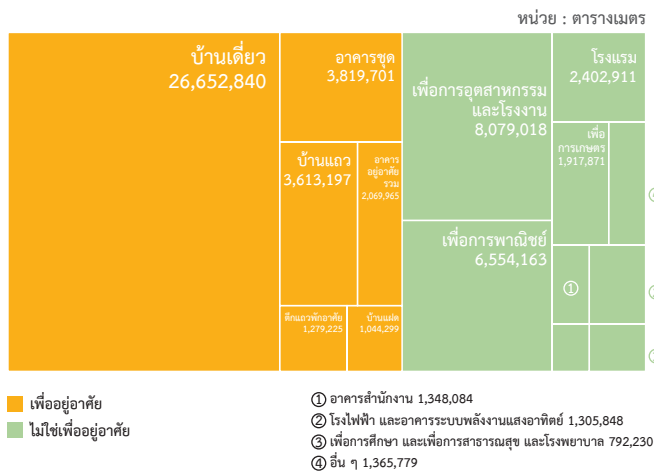 หน่วย : ตารางเมตร
บ้านเดี่ยว
26,652,840
อาคารชุด
3,819,701
บ้านแถว
3,613,197
อาคาร
อยู่อาศัย
รวม
2,069,965
ตึกแถวพักอาศัย
1,279,225
บ้านแฝด
1,044,299
เพื่อการอุตสาหกรรม
และโรงงาน
8,079,018
เพื่อการพาณิชย์
6,554,163
โรงแรม
2,402,911
เพื่อ
การเกษตร
1,917,871
①
เพื่ออยู่อาศัย
ไม่ใช่เพื่ออยู่อาศัย
① อาคารสำนักงาน 1,348,084
② โรงไฟฟ้า และอาคารระบบพลังงานแสงอาทิตย์ 1,305,848
③ เพื่อการศึกษา และเพื่อการสาธารณสุข และโรงพยาบาล 792,230
④ อื่น ๆ 1,365,779